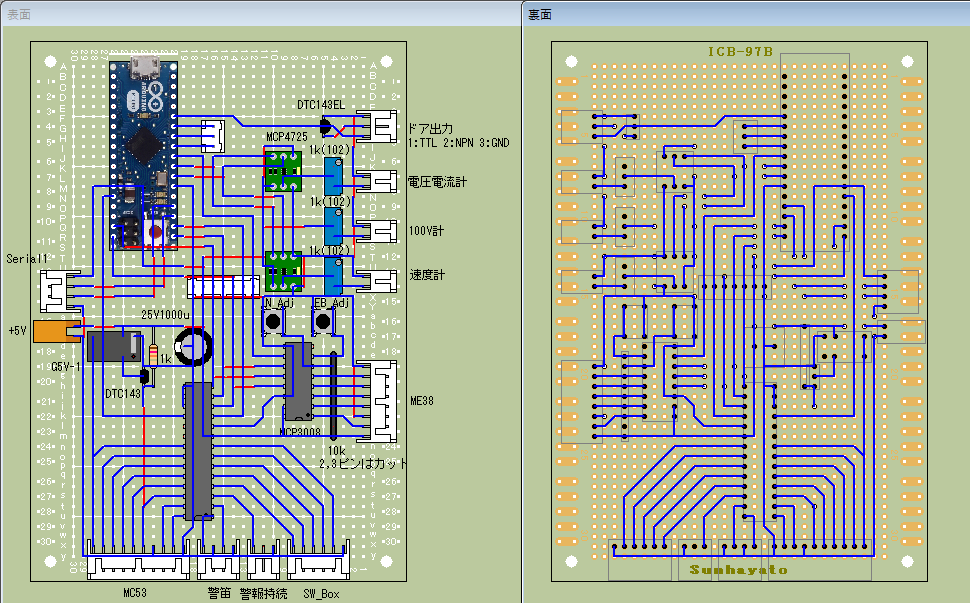 表面
裏面
ICB-97B
DTC143EL
MCP4725
ドア出力
1:TTL 2:NPN 3:GND
1k(102)
電圧電流計
1k(102)
100V計
1k(102)
Serial1
速度計
N_Adj
EB_Adj
25V1000u
+5V
G5V-1
1k
DTC143
ME38
MCP3008
10k
2,3ピンはカット
Sunhayato
MC53
警笛
警報持続
SW_Box